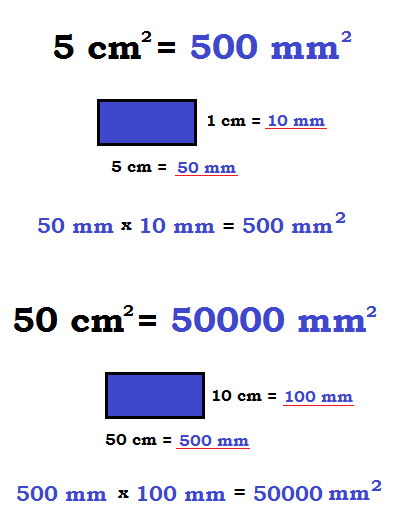 5 cm² = 500 mm²
1 cm = 10 mm
5 cm = 50 mm
50 mm x 10 mm = 500 mm²
50 cm² = 50000 mm²
10 cm = 100 mm
50 cm = 500 mm
500 mm x 100 mm = 50000 mm²